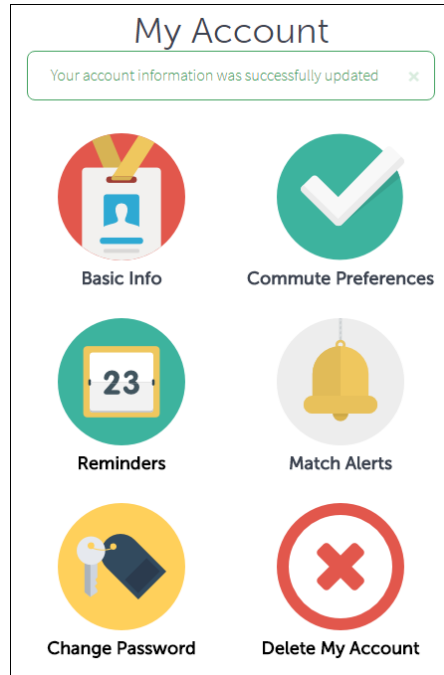 My Account
Your account information was successfully updated ×
Basic Info
Commute Preferences
23
Reminders
Match Alerts
Change Password
Delete My Account